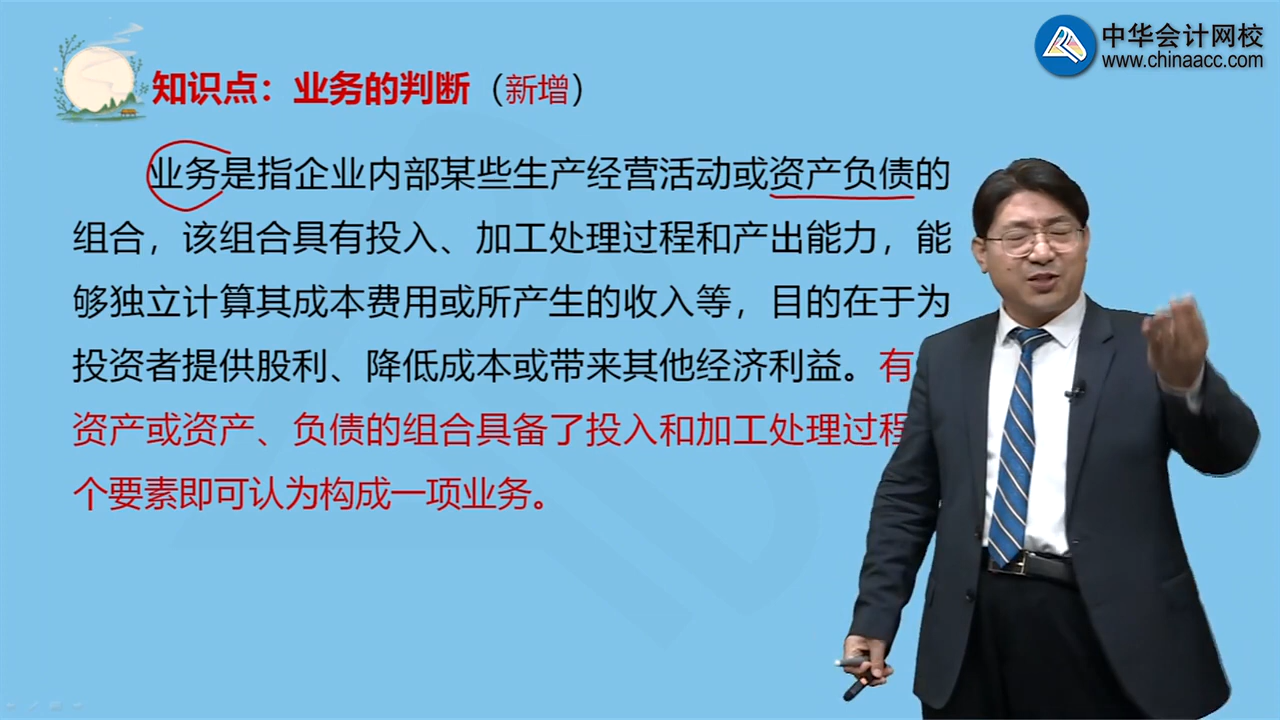 中华会计网校
www.chinaacc.com
知识点：业务的判断（新增）
业务是指企业内部某些生产经营活动或资产负债的
组合，该组合具有投入、加工处理过程和产出能力，能
够独立计算其成本费用或所产生的收入等，目的在于为
投资者提供股利、降低成本或带来其他经济利益。有
资产或资产、负债的组合具备了投入和加工处理过程
个要素即可认为构成一项业务。